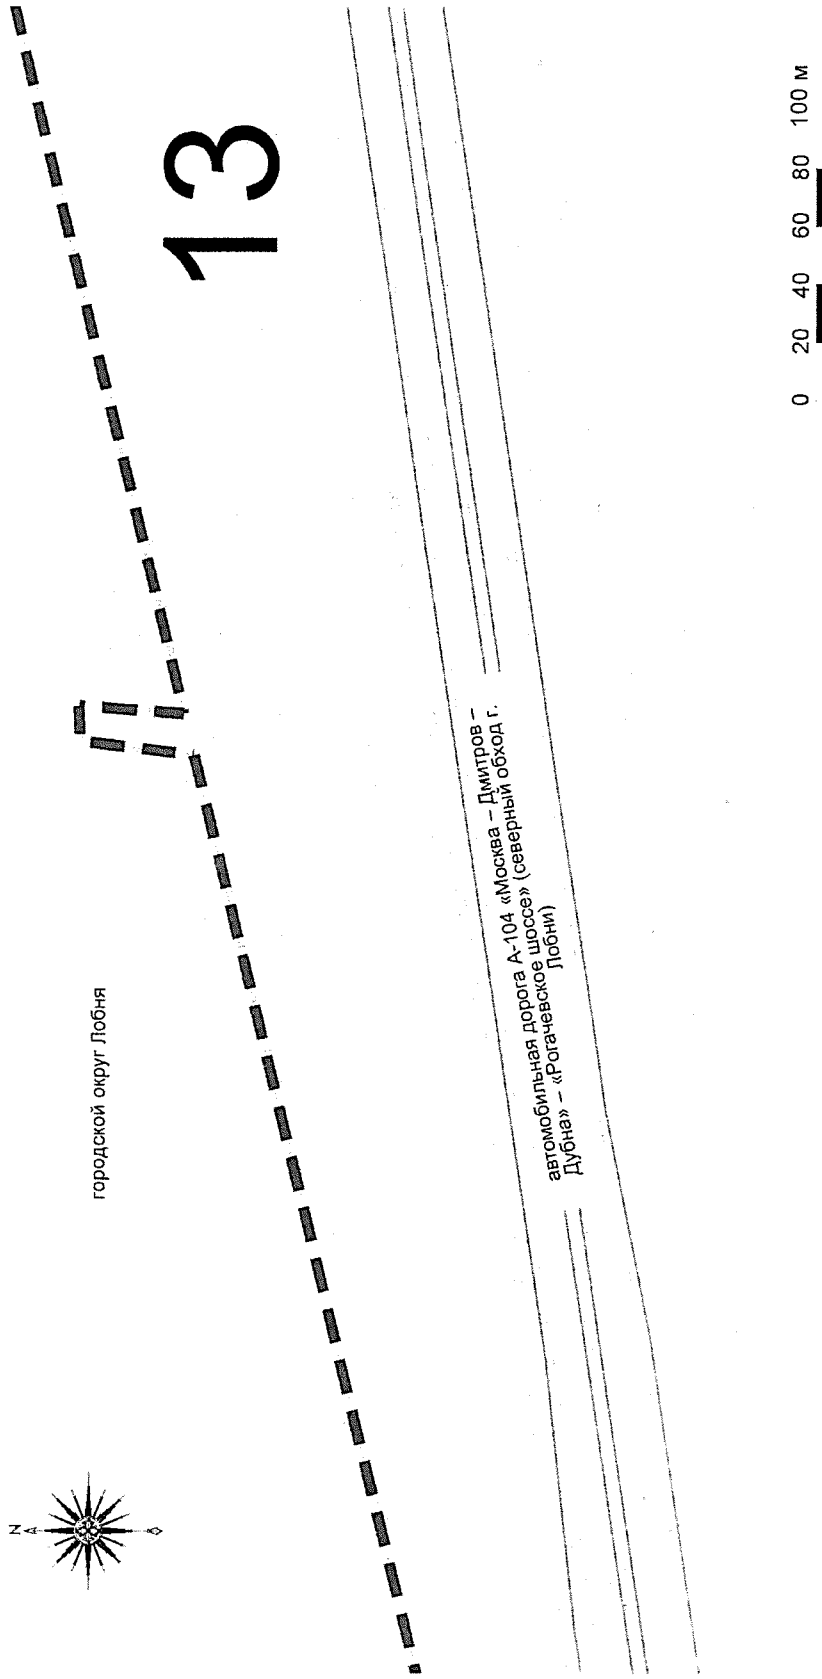 N
городской округ Лобня
13
автомобильная дорога А-104 «Москва – Дмитров –
Дубна» – «Рогачевское шоссе» (северный обход г.
Лобни)
0 20 40 60 80 100 м